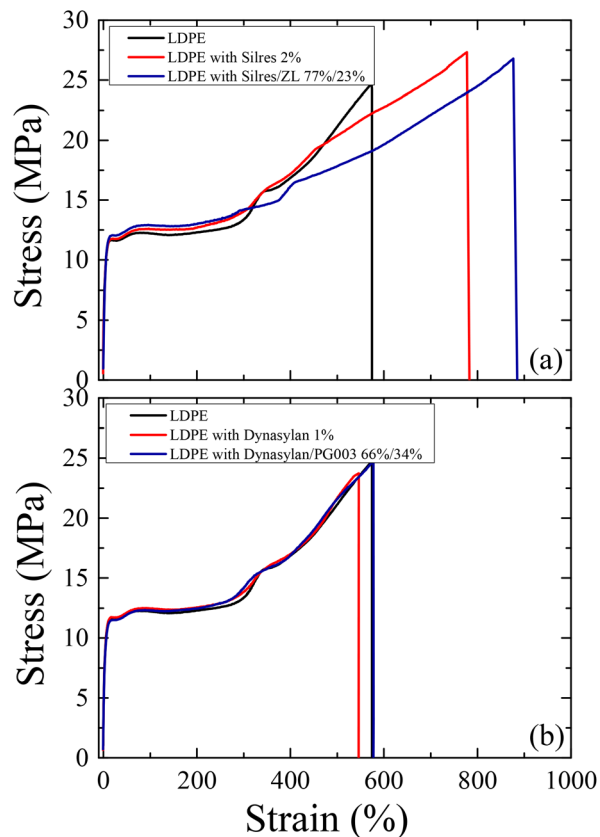 30
LDPE
LDPE with Silres 2%
LDPE with Silres/ZL 77%/23%
25
20
15
10
5
0
Stress (MPa)
(a)
30
LDPE
LDPE with Dynasylan 1%
LDPE with Dynasylan/PG003 66%/34%
25
20
15
10
5
0
Stress (MPa)
(b)
0 200 400 600 800 1000
Strain (%)